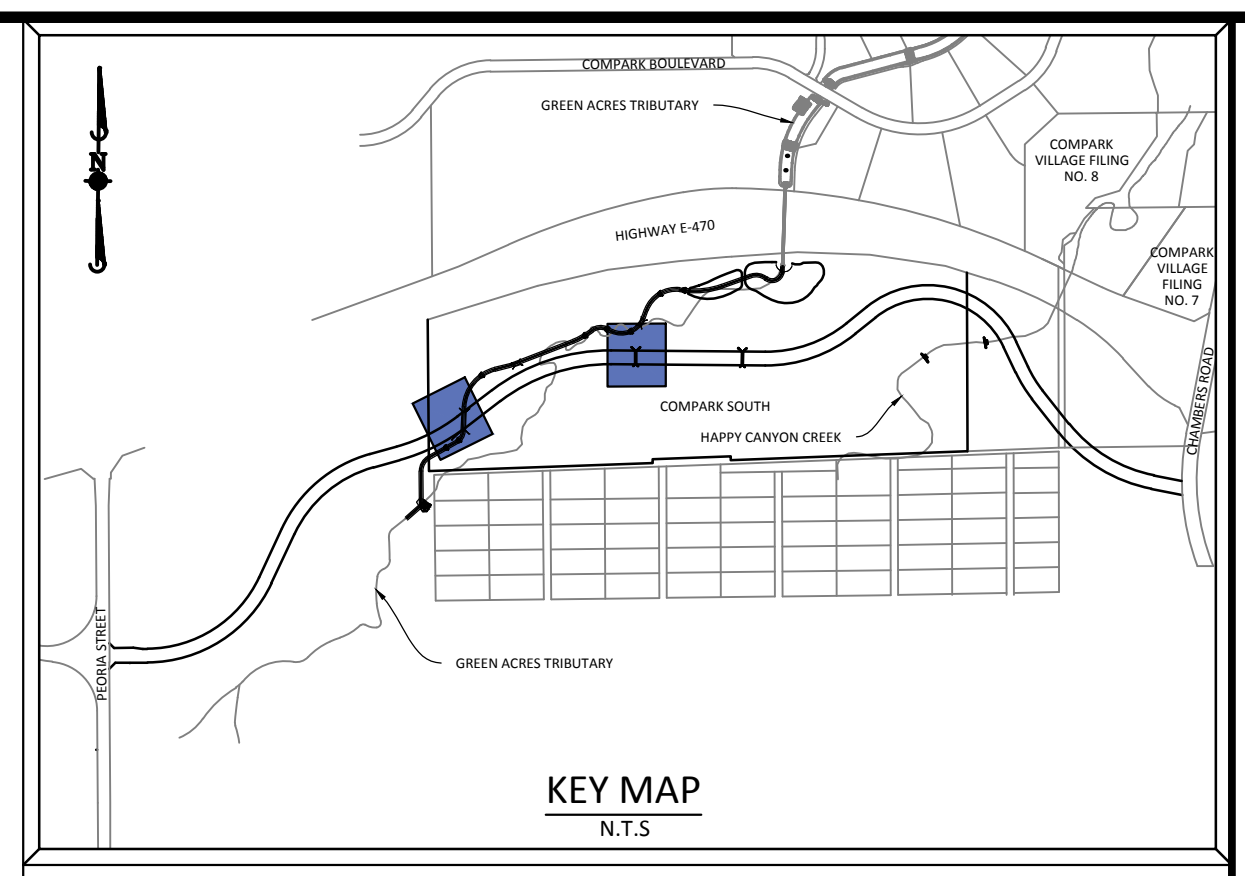 COMPARK BOULEVARD
GREEN ACRES TRIBUTARY
N
COMPARK
VILLAGE FILING
NO. 8
HIGHWAY E-470
COMPARK
VILLAGE
FILING
NO. 7
CHAMBERS ROAD
COMPARK SOUTH
HAPPY CANYON CREEK
PEORIA STREET
GREEN ACRES TRIBUTARY
KEY MAP
N.T.S